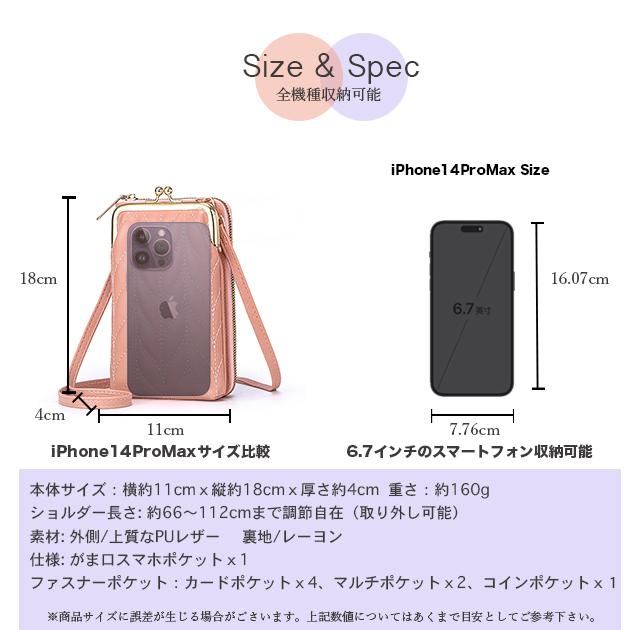 Size & Spec
全機種収納可能
iPhone14ProMax Size
18cm
4cm
11cm
6.7英寸
16.07cm
7.76cm
iPhone14ProMaxサイズ比較
6.7インチのスマートフォン収納可能
本体サイズ：横約11cm x 縦約18cm x 厚さ約4cm 重さ：約160g
ショルダー長さ: 約66〜112cmまで調節自在（取り外し可能）
素材: 外側/上質なPUレザー 裏地/レーヨン
仕様: がま口スマホポケット x 1
ファスナーポケット：カードポケット x 4、マルチポケット x 2、コインポケット x 1
※商品サイズに誤差が生じる場合がございます。上記数値についてはあくまで目安としてご参考下さい。